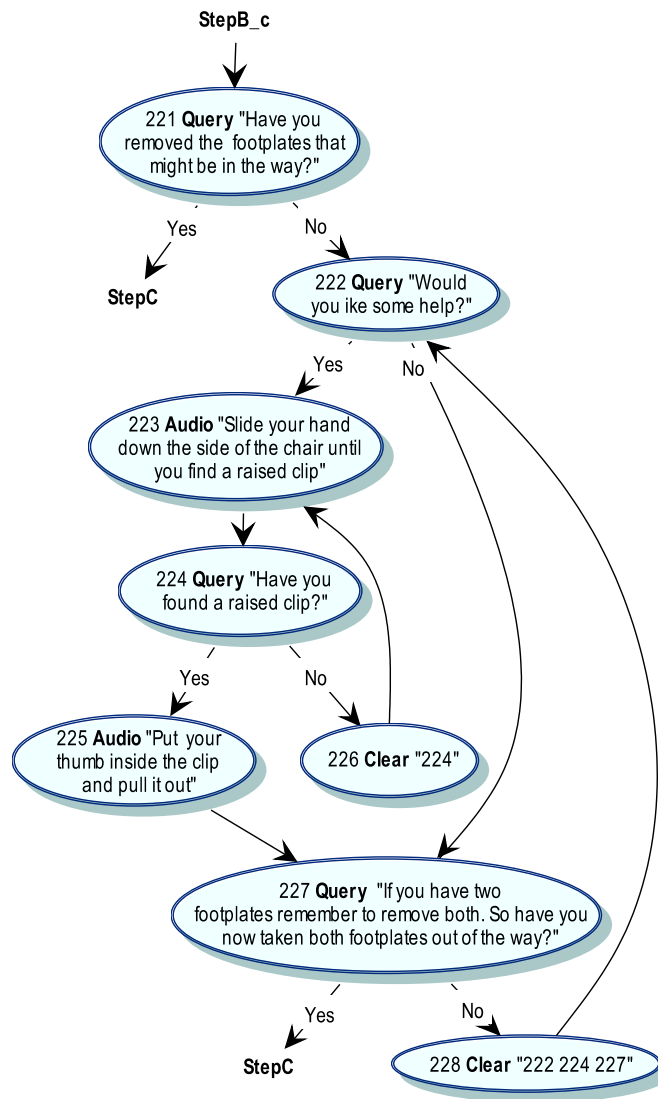 StepB_c
221 Query "Have you
removed the footplates that
might be in the way?"
Yes
No
StepC
222 Query "Would
you ike some help?"
Yes
No
223 Audio "Slide your hand
down the side of the chair until
you find a raised clip"
224 Query "Have you
found a raised clip?"
Yes
No
225 Audio "Put your
thumb inside the clip
and pull it out"
226 Clear "224"
227 Query "If you have two
footplates remember to remove both. So have you
now taken both footplates out of the way?"
Yes
No
StepC
228 Clear "222 224 227"